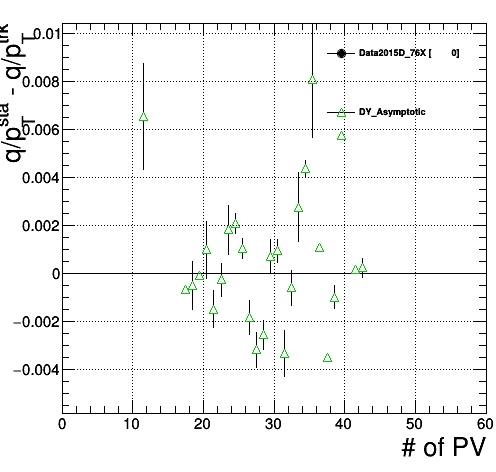 q/p_T^sta - q/p_T^trk
0.01
0.008
0.006
0.004
0.002
0
−0.002
−0.004
Data2015D_76X [ 0]
DY_Asymptotic
0 10 20 30 40 50 60
# of PV